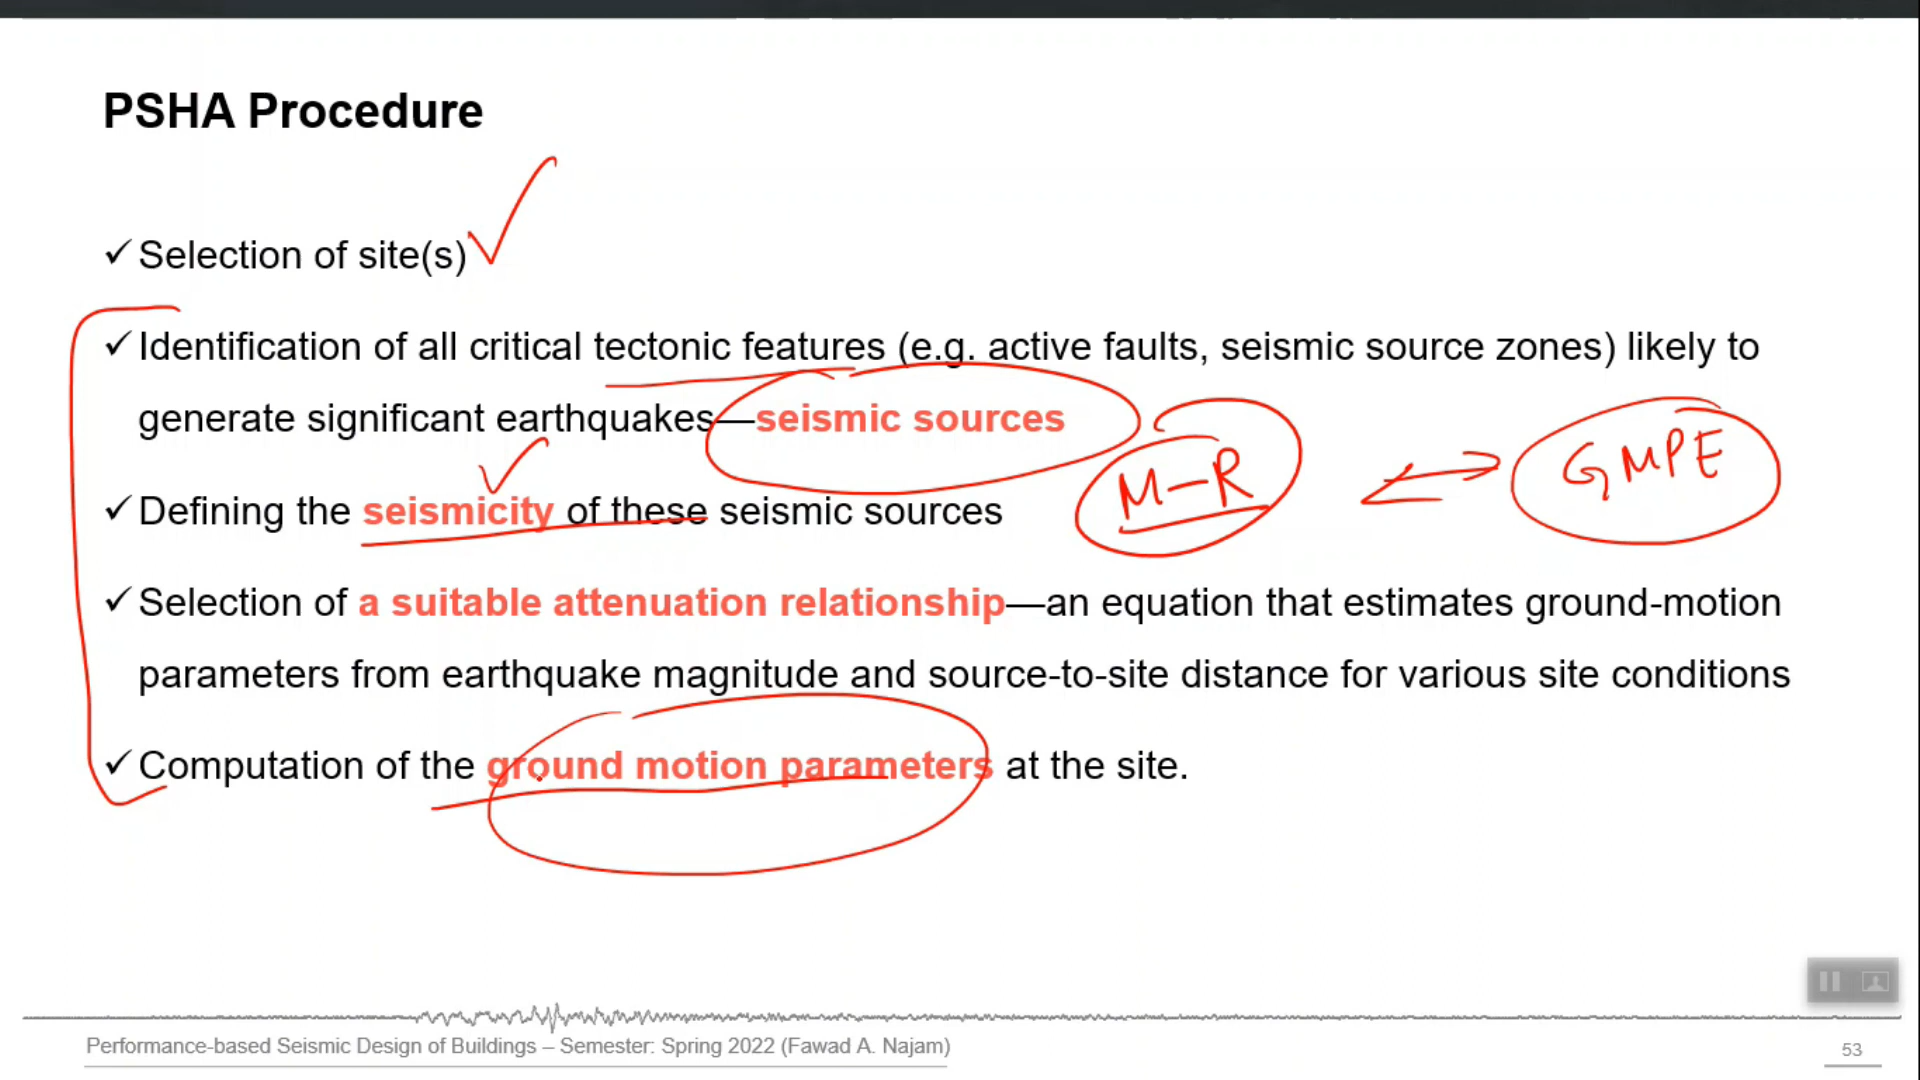 PSHA Procedure
✓ Selection of site(s)
✓ Identification of all critical tectonic features (e.g. active faults, seismic source zones) likely to
generate significant earthquakes—seismic sources
M-R
GMPE
✓ Defining the seismicity of these seismic sources
✓ Selection of a suitable attenuation relationship—an equation that estimates ground-motion
parameters from earthquake magnitude and source-to-site distance for various site conditions
✓ Computation of the ground motion parameters at the site.
Performance-based Seismic Design of Buildings – Semester: Spring 2022 (Fawad A. Najam)
53